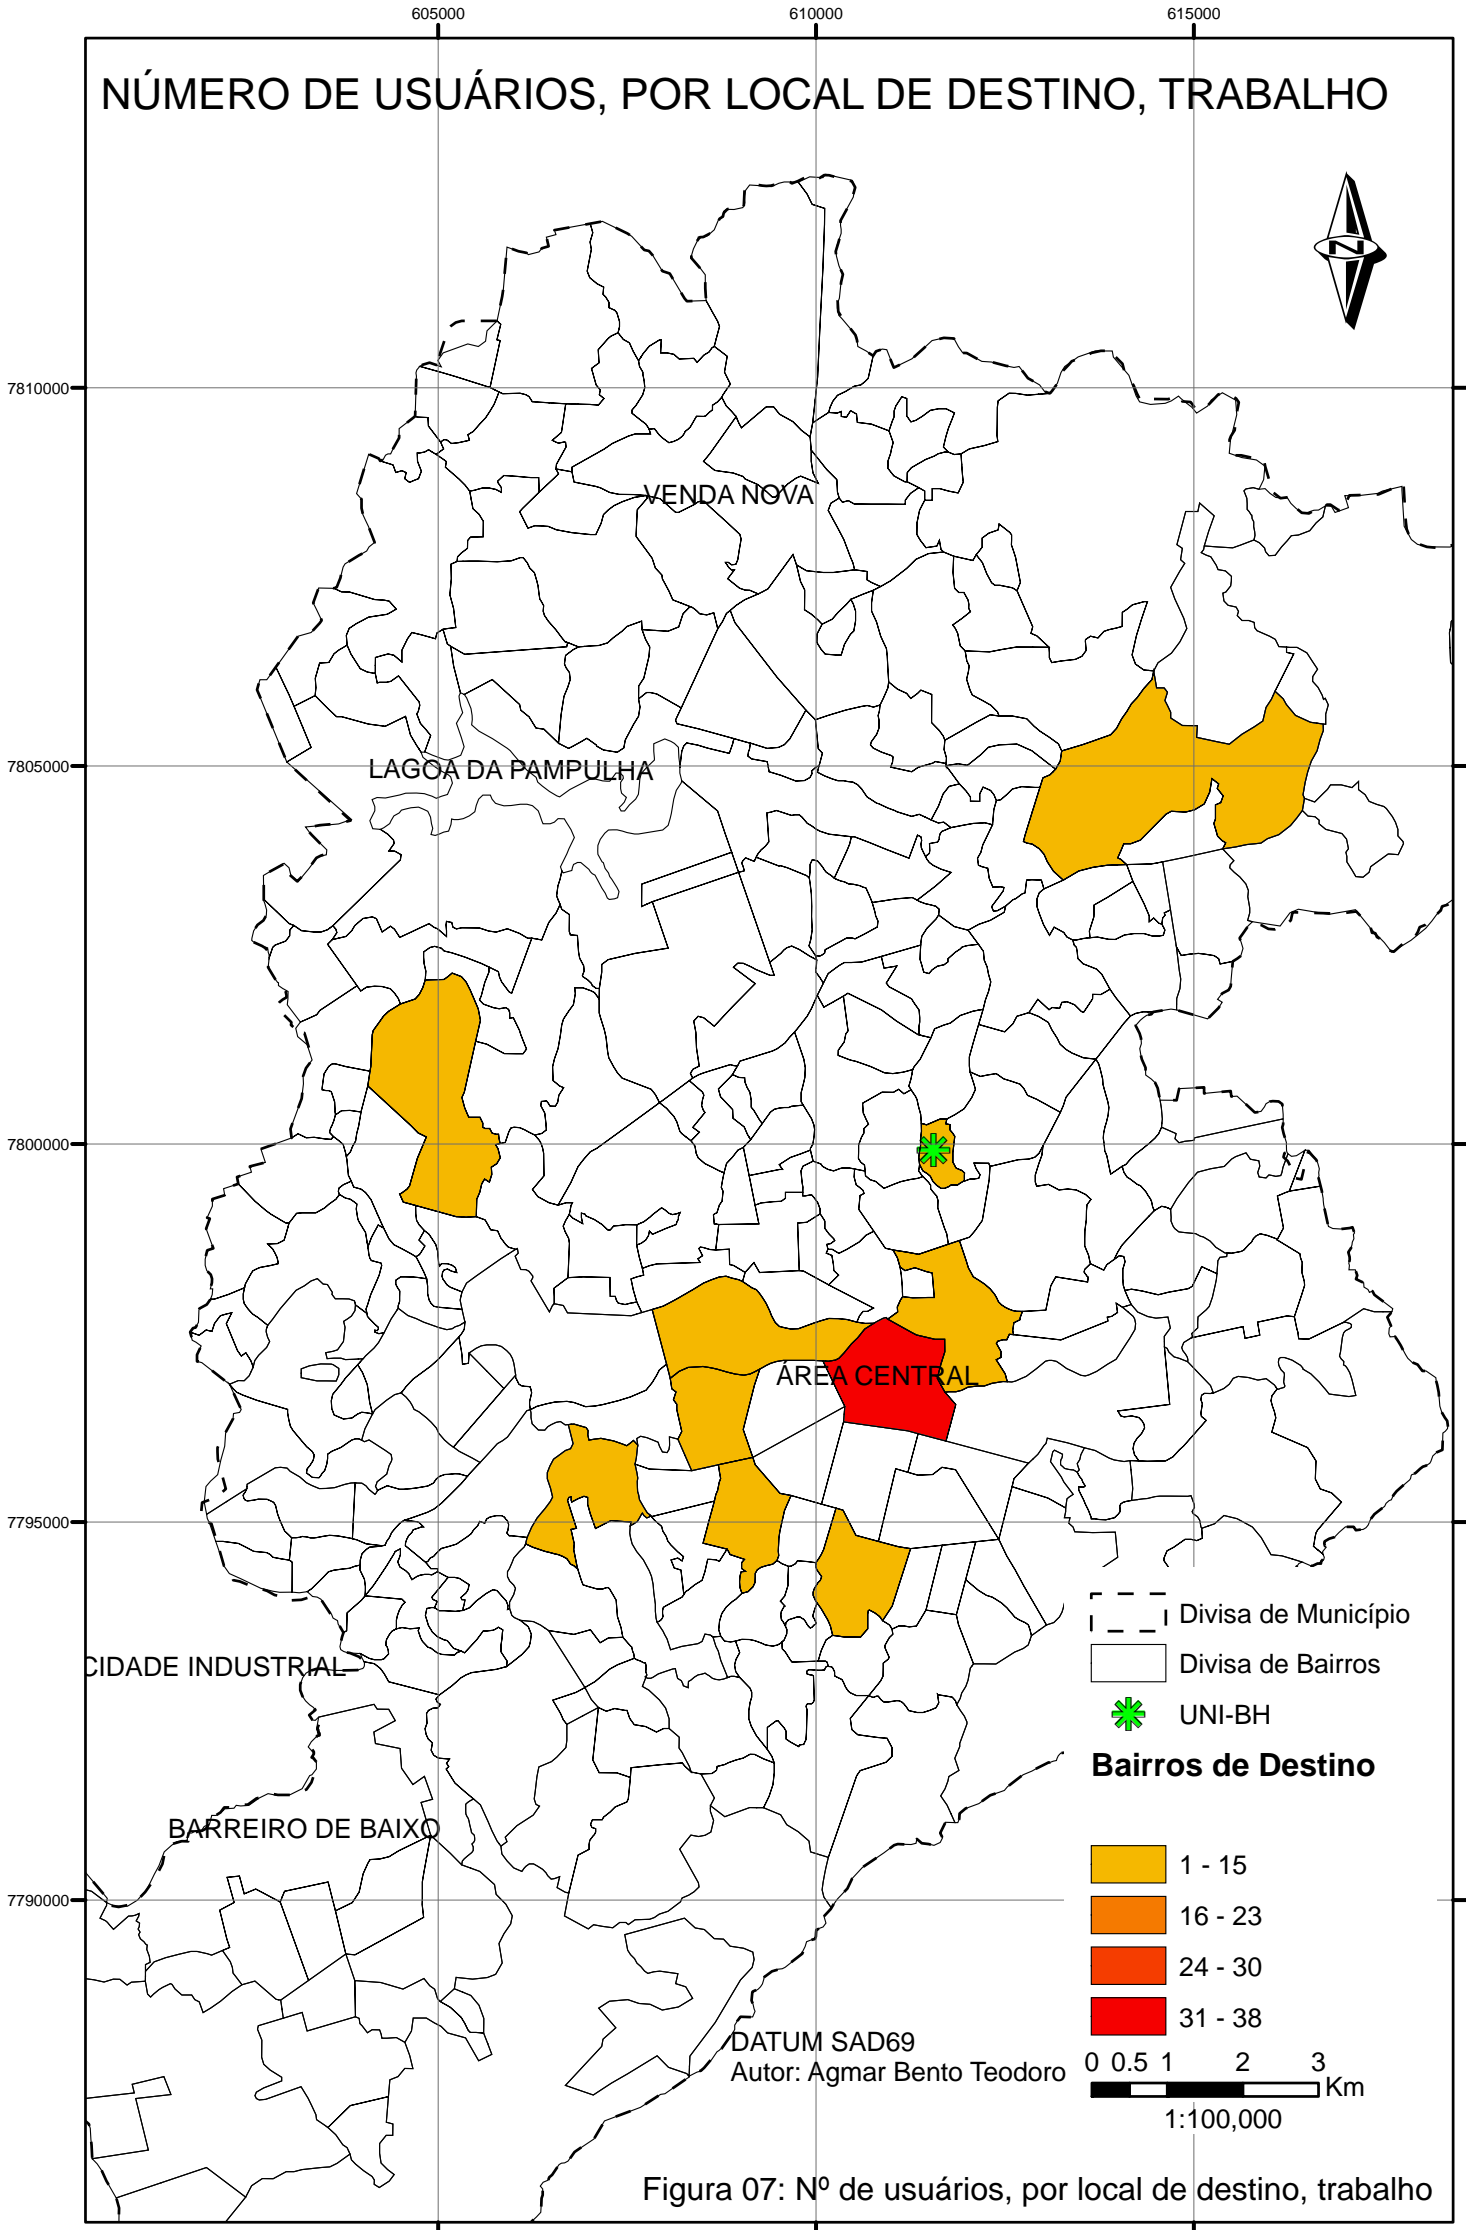 605000 610000 615000
NÚMERO DE USUÁRIOS, POR LOCAL DE DESTINO, TRABALHO
N
7810000
VENDA NOVA
7805000
LAGOA DA PAMPULHA
7800000
ÁREA CENTRAL
7795000
Divisa de Município
CIDADE INDUSTRIAL
Divisa de Bairros
UNI-BH
Bairros de Destino
BARREIRO DE BAIXO
1 - 15
7790000
16 - 23
24 - 30
31 - 38
DATUM SAD69
Autor: Agmar Bento Teodoro
0 0.5 1 2 3
Km
1:100,000
Figura 07: Nº de usuários, por local de destino, trabalho